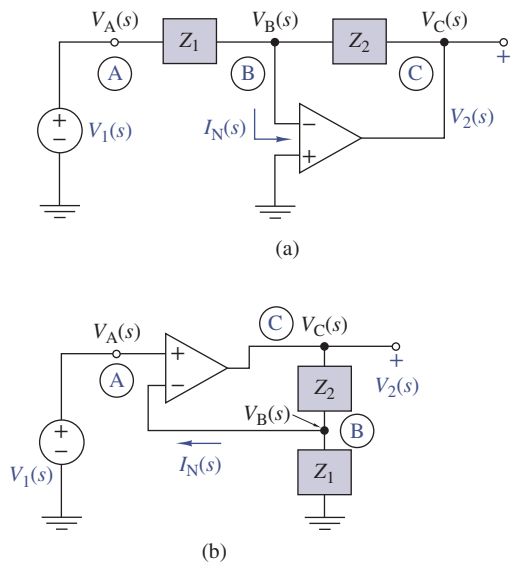 V_A(s) Z_1 V_B(s) Z_2 V_C(s)
A B C +
+ − V_1(s) I_N(s) − + V_2(s)
(a)
C V_C(s)
V_A(s) + +
A − Z_2 V_2(s)
V_B(s) B
+ − V_1(s) I_N(s) Z_1
(b)